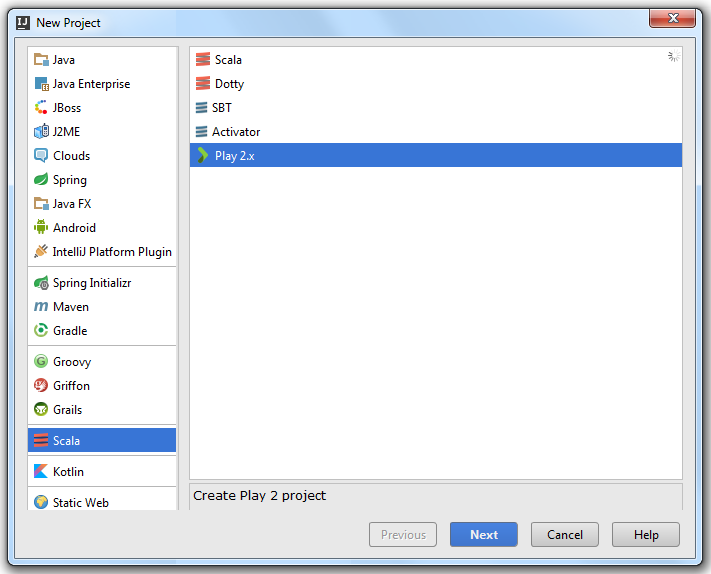 New Project
Java
Java Enterprise
JBoss
J2ME
Clouds
Spring
Java FX
Android
IntelliJ Platform Plugin
Spring Initializr
Maven
Gradle
Groovy
Griffon
Grails
Scala
Kotlin
Static Web
Scala
Dotty
SBT
Activator
Play 2.x
Create Play 2 project
Previous
Next
Cancel
Help